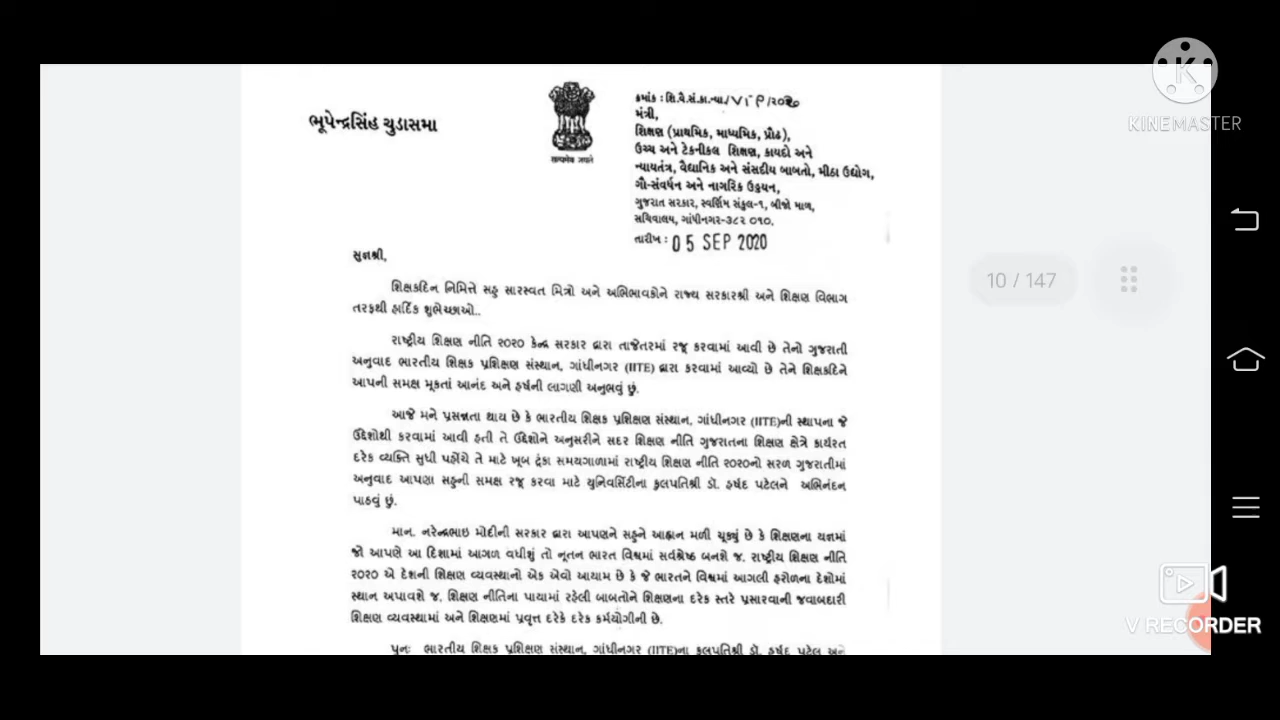 ભૂપેન્દ્રસિંહ ચુડાસમા
सत्यमेव जयते
ક્રમાંક : શિ.વૈ.સં.કા.ન્યા./VIP/૨૦૨૦
મંત્રી,
શિક્ષણ (પ્રાથમિક, માધ્યમિક, પ્રૌઢ),
ઉચ્ચ અને ટેકનીકલ શિક્ષણ, કાયદો અને
ન્યાયતંત્ર, વૈધાનિક અને સંસદીય બાબતો, મીઠા ઉદ્યોગ,
ગૌ-સંવર્ધન અને નાગરિક ઉડ્ડયન,
ગુજરાત સરકાર, સ્વર્ણિમ સંકુલ-૧, બીજો માળ,
સચિવાલય, ગાંધીનગર-૩૮૨ ૦૧૦.
તારીખ : 05 SEP 2020
સુજ્ઞશ્રી,
શિક્ષકદિન નિમિત્તે સહુ સારસ્વત મિત્રો અને અભિભાવકોને રાજ્ય સરકારશ્રી અને શિક્ષણ વિભાગ
તરફથી હાર્દિક શુભેચ્છાઓ..
રાષ્ટ્રીય શિક્ષણ નીતિ ૨૦૨૦ કેન્દ્ર સરકાર દ્વારા તાજેતરમાં રજૂ કરવામાં આવી છે તેનો ગુજરાતી
અનુવાદ ભારતીય શિક્ષક પ્રશિક્ષણ સંસ્થાન, ગાંધીનગર (IITE) દ્વારા કરવામાં આવ્યો છે તેને શિક્ષકદિને
આપની સમક્ષ મૂકતાં આનંદ અને હર્ષની લાગણી અનુભવું છું.
આજે મને પ્રસન્નતા થાય છે કે ભારતીય શિક્ષક પ્રશિક્ષણ સંસ્થાન, ગાંધીનગર (IITE)ની સ્થાપના જે
ઉદ્દેશોથી કરવામાં આવી હતી તે ઉદ્દેશોને અનુસરીને સદર શિક્ષણ નીતિ ગુજરાતના શિક્ષણ ક્ષેત્રે કાર્યરત
દરેક વ્યક્તિ સુધી પહોંચે તે માટે ખૂબ ટૂંકા સમયગાળામાં રાષ્ટ્રીય શિક્ષણ નીતિ ૨૦૨૦નો સરળ ગુજરાતીમાં
અનુવાદ આપણા સહુની સમક્ષ રજૂ કરવા માટે યુનિવર્સિટીના કુલપતિશ્રી ડૉ. હર્ષદ પટેલને અભિનંદન
પાઠવું છું.
માન. નરેન્દ્રભાઇ મોદીની સરકાર દ્વારા આપણને સહુને આહ્વાન મળી ચૂક્યું છે કે શિક્ષણના યજ્ઞમાં
જો આપણે આ દિશામાં આગળ વધીશું તો નૂતન ભારત વિશ્વમાં સર્વશ્રેષ્ઠ બનશે જ. રાષ્ટ્રીય શિક્ષણ નીતિ
૨૦૨૦ એ દેશની શિક્ષણ વ્યવસ્થાનો એક એવો આયામ છે કે જે ભારતને વિશ્વમાં આગલી હરોળના દેશોમાં
સ્થાન અપાવશે જ. શિક્ષણ નીતિના પાયામાં રહેલી બાબતોને શિક્ષણના દરેક સ્તરે પ્રસારવાની જવાબદારી
શિક્ષણ વ્યવસ્થામાં અને શિક્ષણમાં પ્રવૃત્ત દરેકે દરેક કર્મયોગીની છે.
પુનઃ ભારતીય શિક્ષક પ્રશિક્ષણ સંસ્થાન, ગાંધીનગર (IITE)ના કુલપતિશ્રી ડૉ. હર્ષદ પટેલ અને
10 / 147
KINEMASTER
V RECORDER